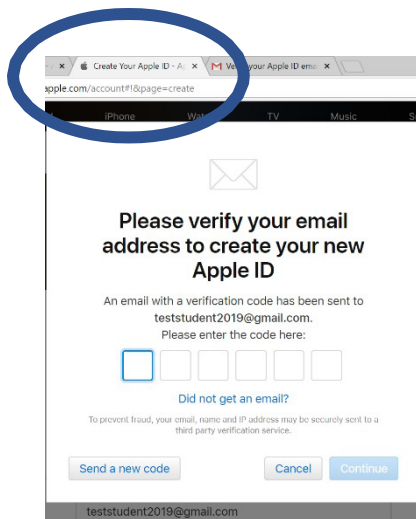 Create Your Apple ID - A
Verify your Apple ID ema
apple.com/account#!&page=create
iPhone Wat TV Music S
Please verify your email
address to create your new
Apple ID
An email with a verification code has been sent to
teststudent2019@gmail.com.
Please enter the code here:
Did not get an email?
To prevent fraud, your email, name and IP address may be securely sent to a
third party verification service.
Send a new code Cancel Continue
teststudent2019@gmail.com